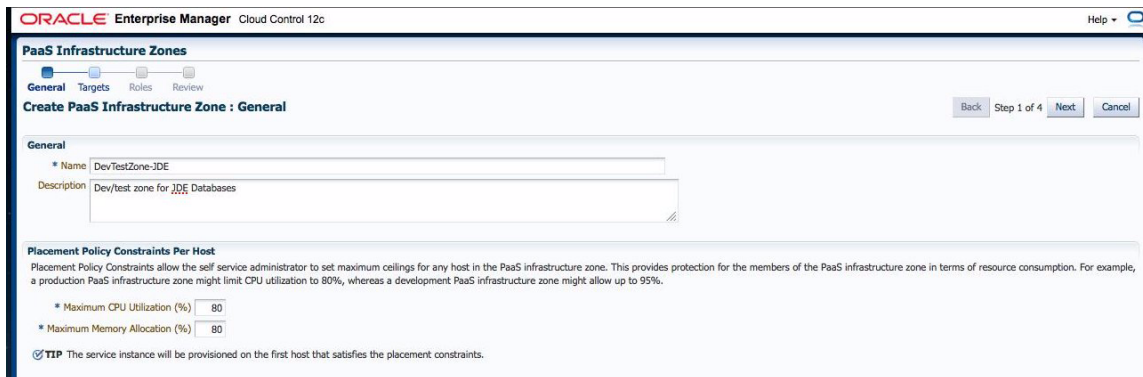 ORACLE Enterprise Manager Cloud Control 12c Help
PaaS Infrastructure Zones
General Targets Roles Review
Create PaaS Infrastructure Zone : General Back Step 1 of 4 Next Cancel
General
* Name DevTestZone-JDE
Description Dev/test zone for JDE Databases
Placement Policy Constraints Per Host
Placement Policy Constraints allow the self service administrator to set maximum ceilings for any host in the PaaS infrastructure zone. This provides protection for the members of the PaaS infrastructure zone in terms of resource consumption. For example,
a production PaaS infrastructure zone might limit CPU utilization to 80%, whereas a development PaaS infrastructure zone might allow up to 95%.
* Maximum CPU Utilization (%) 80
* Maximum Memory Allocation (%) 80
TIP The service instance will be provisioned on the first host that satisfies the placement constraints.